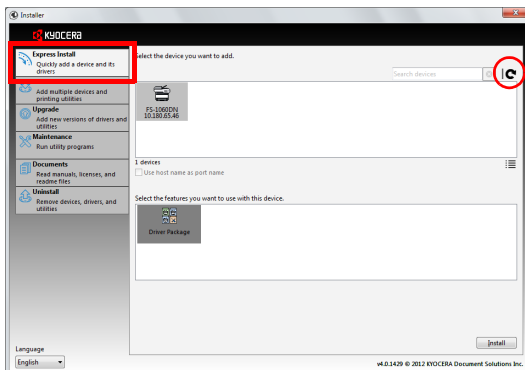 Installer
KYOCERA
Express Install
Quickly add a device and its
drivers
Add multiple devices and
printing utilities
Upgrade
Add new versions of drivers and
utilities
Maintenance
Run utility programs
Documents
Read manuals, licenses, and
readme files
Uninstall
Remove devices, drivers, and
utilities
Language
English
Select the device you want to add.
Search devices
FS-1060DN
10.180.65.46
1 devices
Use host name as port name
Select the features you want to use with this device.
Driver Package
Install
v4.0.1429 © 2012 KYOCERA Document Solutions Inc.